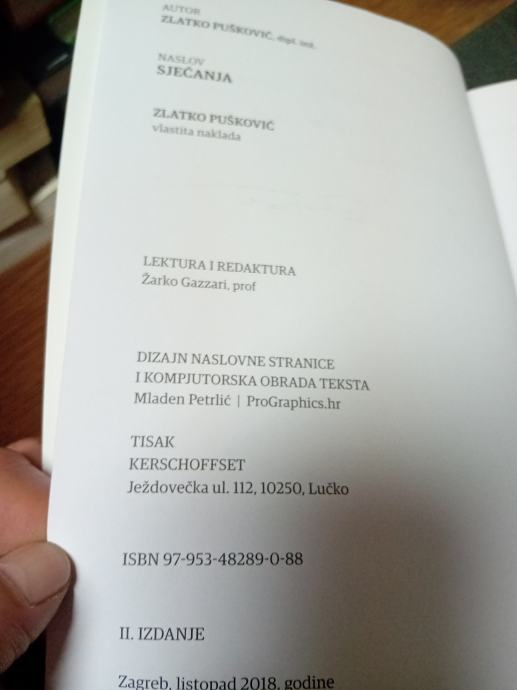 AUTOR
ZLATKO PUŠKOVIĆ, dipl. inž.
NASLOV
SJEĆANJA
ZLATKO PUŠKOVIĆ
vlastita naklada
LEKTURA I REDAKTURA
Žarko Gazzari, prof
DIZAJN NASLOVNE STRANICE
I KOMPJUTORSKA OBRADA TEKSTA
Mladen Petrlić | ProGraphics.hr
TISAK
KERSCHOFFSET
Ježdovečka ul. 112, 10250, Lučko
ISBN 97-953-48289-0-88
II. IZDANJE
Zagreb, listopad 2018. godine